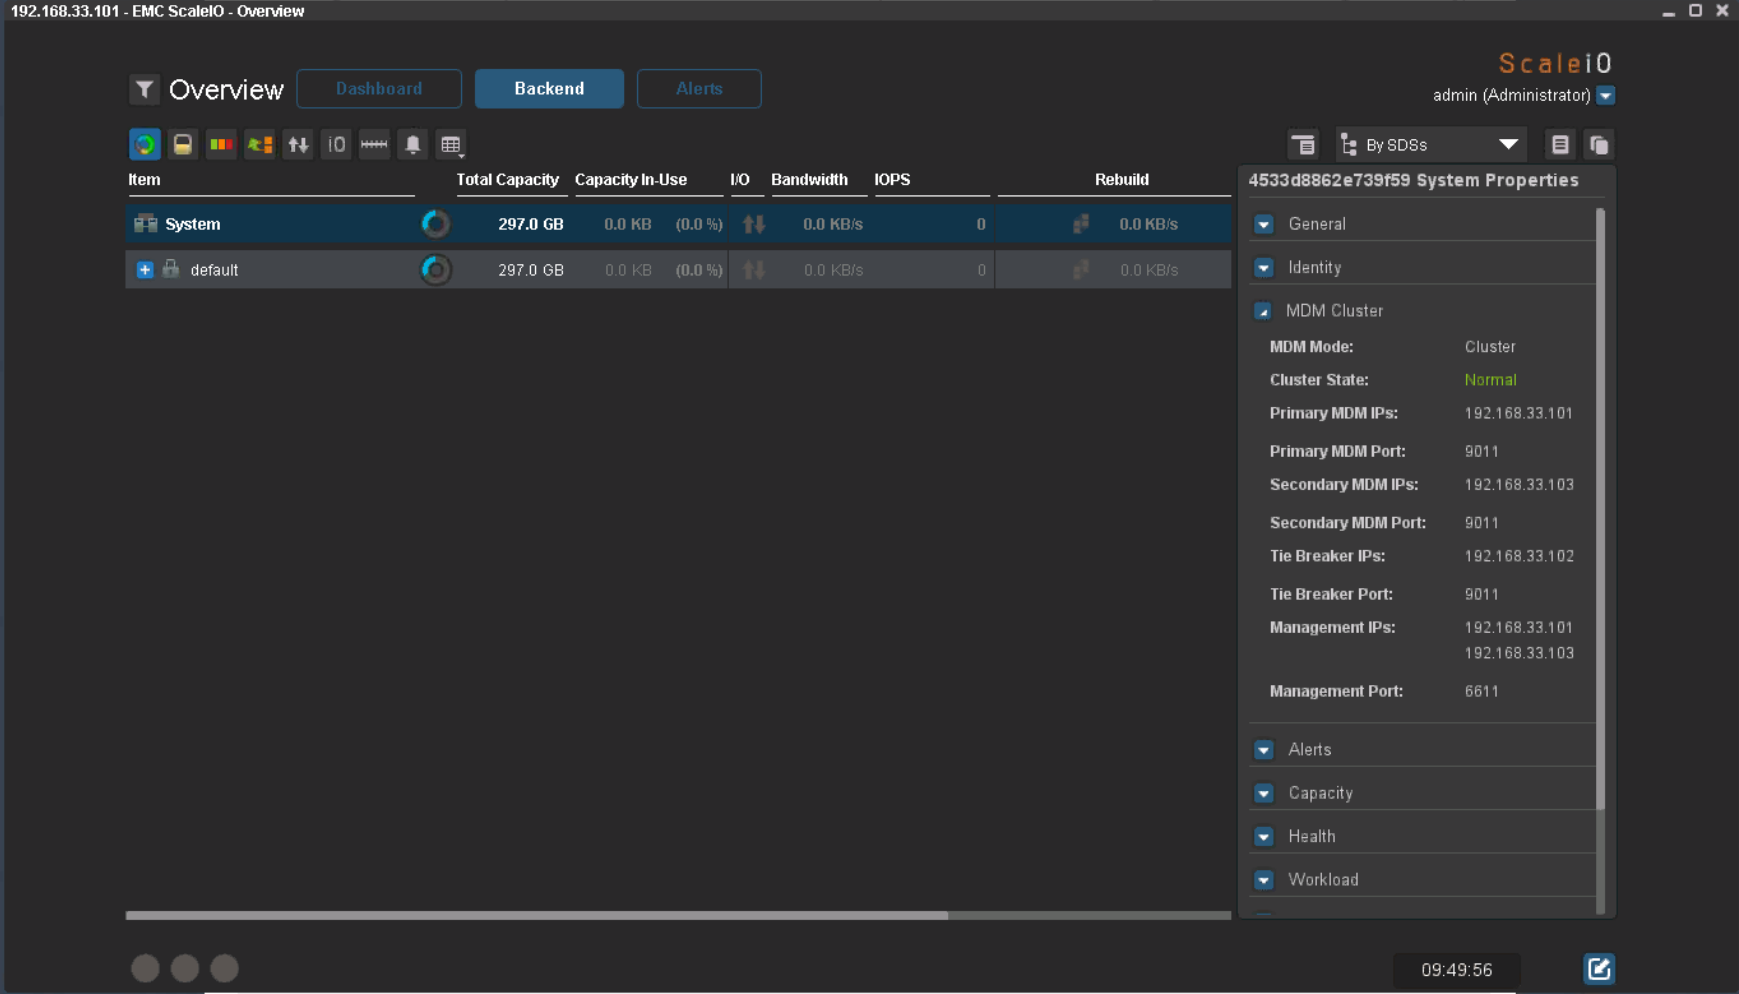 192.168.33.101 - EMC ScaleIO - Overview
ScaleiO
Overview
Dashboard
Backend
Alerts
admin (Administrator)
iO
By SDSs
Item Total Capacity Capacity In-Use I/O Bandwidth IOPS Rebuild
System 297.0 GB 0.0 KB (0.0 %) 0.0 KB/s 0 0.0 KB/s
default 297.0 GB 0.0 KB (0.0 %) 0.0 KB/s 0 0.0 KB/s
4533d8862e739f59 System Properties
General
Identity
MDM Cluster
MDM Mode: Cluster
Cluster State: Normal
Primary MDM IPs: 192.168.33.101
Primary MDM Port: 9011
Secondary MDM IPs: 192.168.33.103
Secondary MDM Port: 9011
Tie Breaker IPs: 192.168.33.102
Tie Breaker Port: 9011
Management IPs: 192.168.33.101
192.168.33.103
Management Port: 6611
Alerts
Capacity
Health
Workload
09:49:56